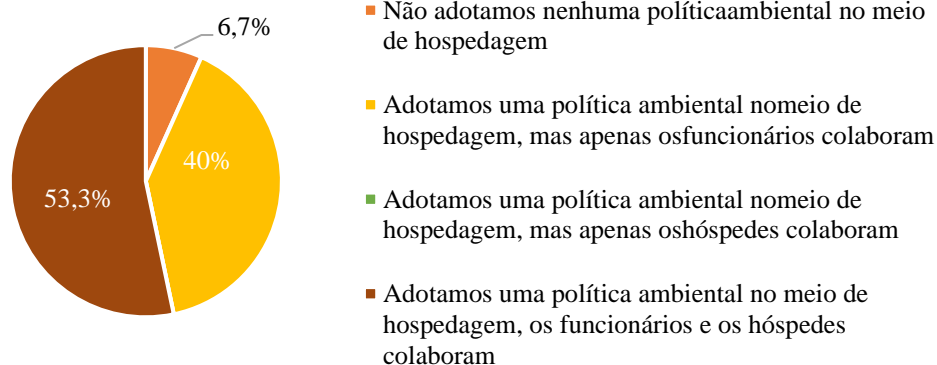 6,7%
40%
53,3%
Não adotamos nenhuma políticaambiental no meio
de hospedagem
Adotamos uma política ambiental nomeio de
hospedagem, mas apenas osfuncionários colaboram
Adotamos uma política ambiental nomeio de
hospedagem, mas apenas oshóspedes colaboram
Adotamos uma política ambiental no meio de
hospedagem, os funcionários e os hóspedes
colaboram